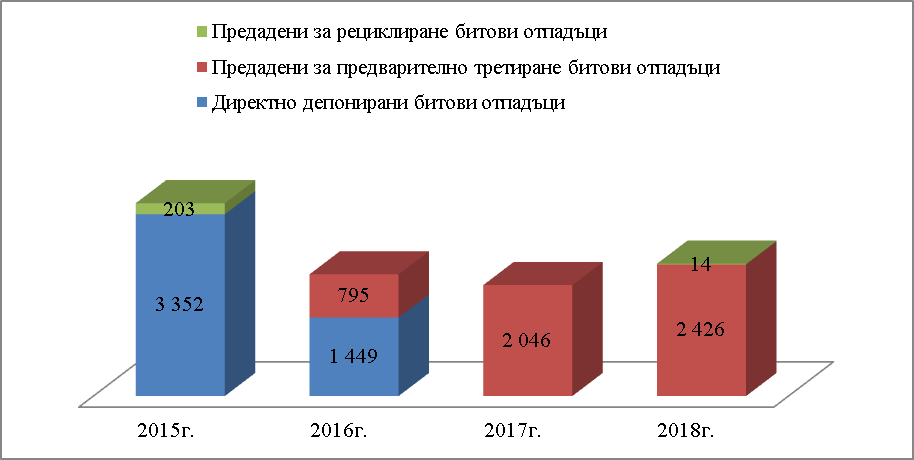 Предадени за рециклиране битови отпадъци
Предадени за предварително третиране битови отпадъци
Директно депонирани битови отпадъци
203
3 352
795
1 449
2 046
14
2 426
2015г. 2016г. 2017г. 2018г.